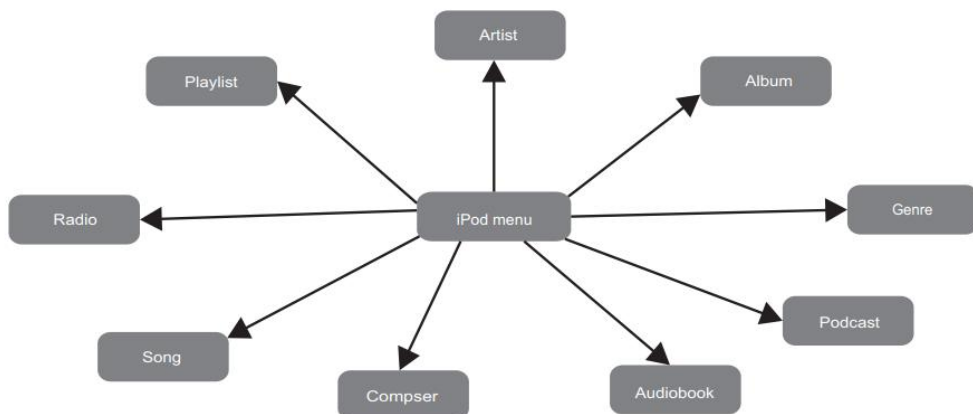 Artist
Playlist
Album
Radio
iPod menu
Genre
Song
Podcast
Compser
Audiobook